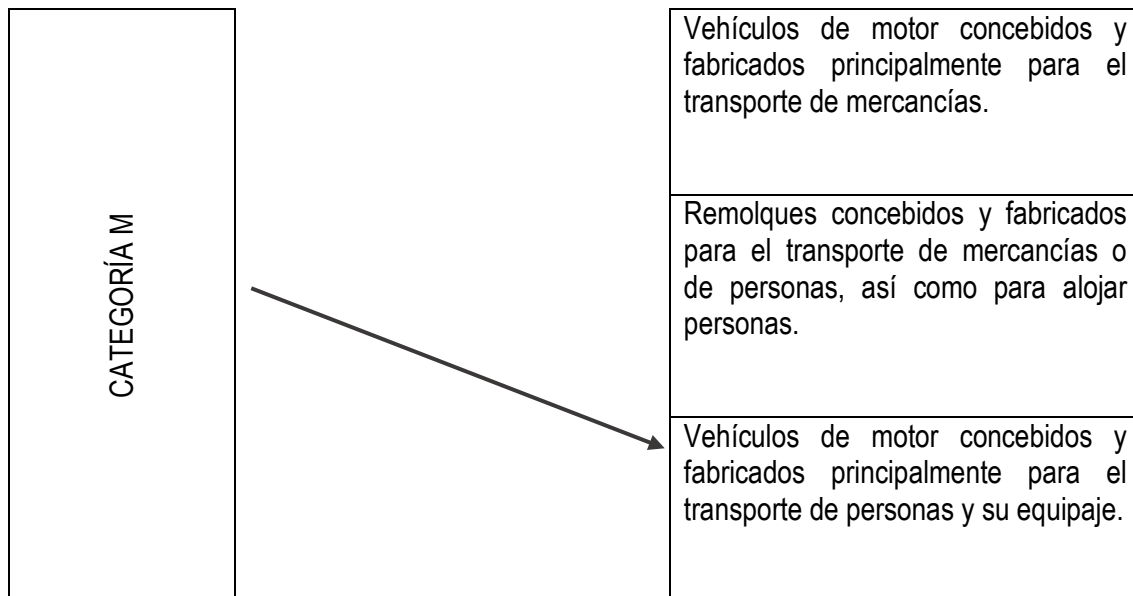 CATEGORÍA M
Vehículos de motor concebidos y
fabricados principalmente para el
transporte de mercancías.
Remolques concebidos y fabricados
para el transporte de mercancías o
de personas, así como para alojar
personas.
Vehículos de motor concebidos y
fabricados principalmente para el
transporte de personas y su equipaje.